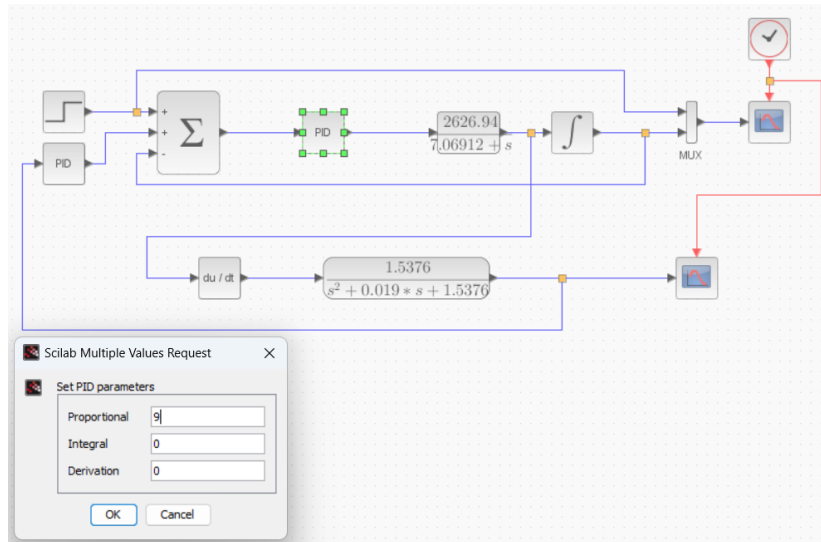 +
+
-
Σ
PID
PID
2626.94
7.06912 + s
∫
MUX
du / dt
1.5376
s² + 0.019 * s + 1.5376
Scilab Multiple Values Request
Set PID parameters
Proportional 9
Integral 0
Derivation 0
OK Cancel